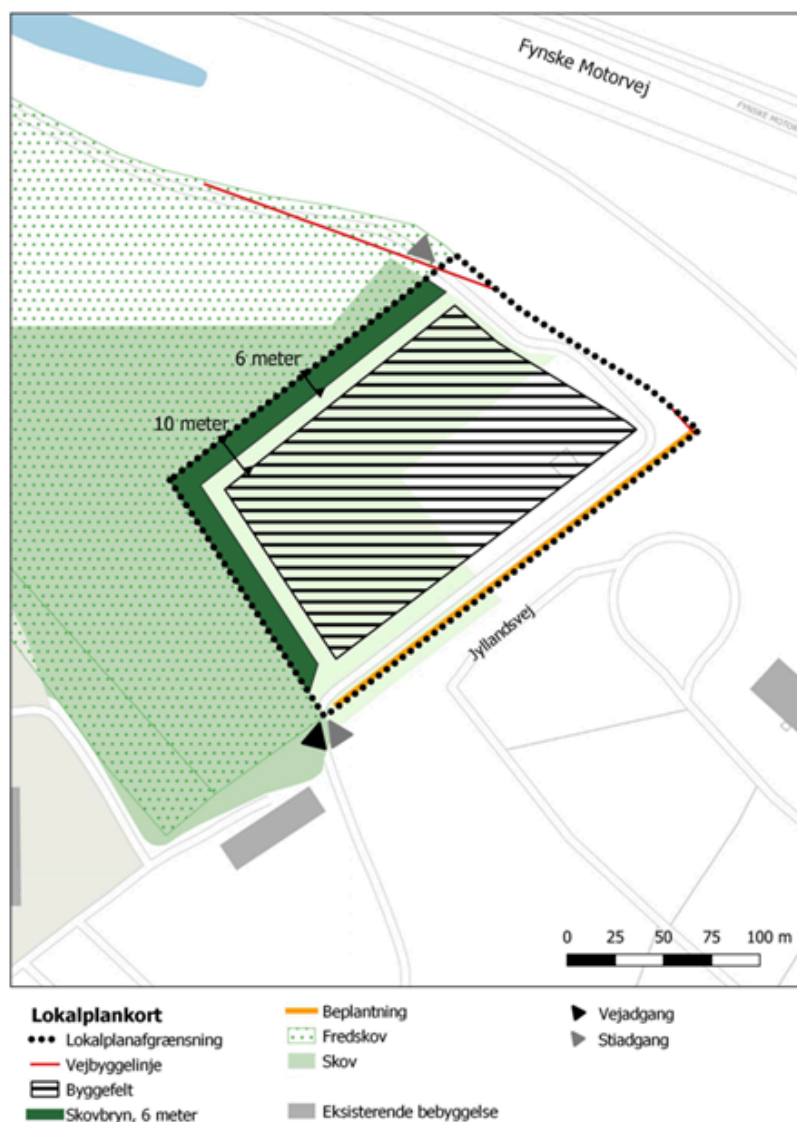 Fynske Motorvej
FYNSKE MOTOR
6 meter
10 meter
Jyllandsvej
0 25 50 75 100 m
Lokalplankort
Lokalplanafgrænsning
Vejbyggelinje
Byggefelt
Skovbryn, 6 meter
Beplantning
Fredskov
Skov
Eksisterende bebyggelse
Vejadgang
Stiadgang